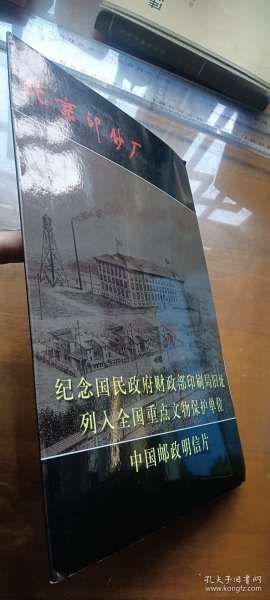 北京印钞厂
纪念国民政府财政部印刷局旧址
列入全国重点文物保护单位
中国邮政明信片
孔夫子旧书网